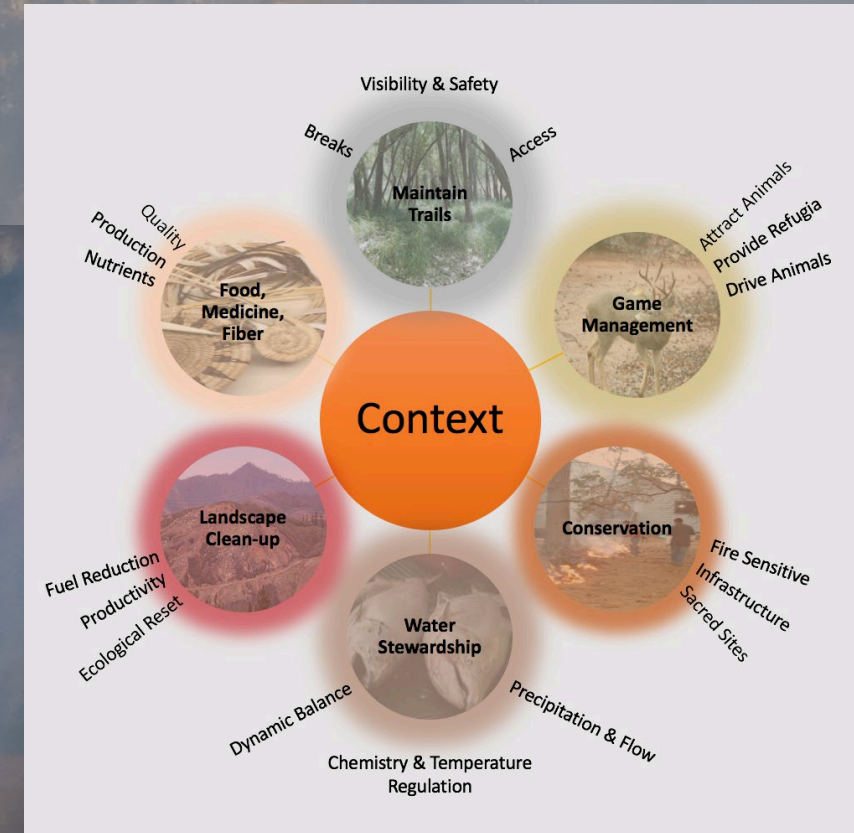 Visibility & Safety
Breaks
Access
Maintain
Trails
Attract Animals
Provide Refugia
Drive Animals
Game
Management
Quality
Production
Nutrients
Food,
Medicine,
Fiber
Context
Landscape
Clean-up
Fuel Reduction
Productivity
Ecological Reset
Conservation
Fire Sensitive
Infrastructure
Sacred Sites
Water
Stewardship
Dynamic Balance
Precipitation & Flow
Chemistry & Temperature
Regulation